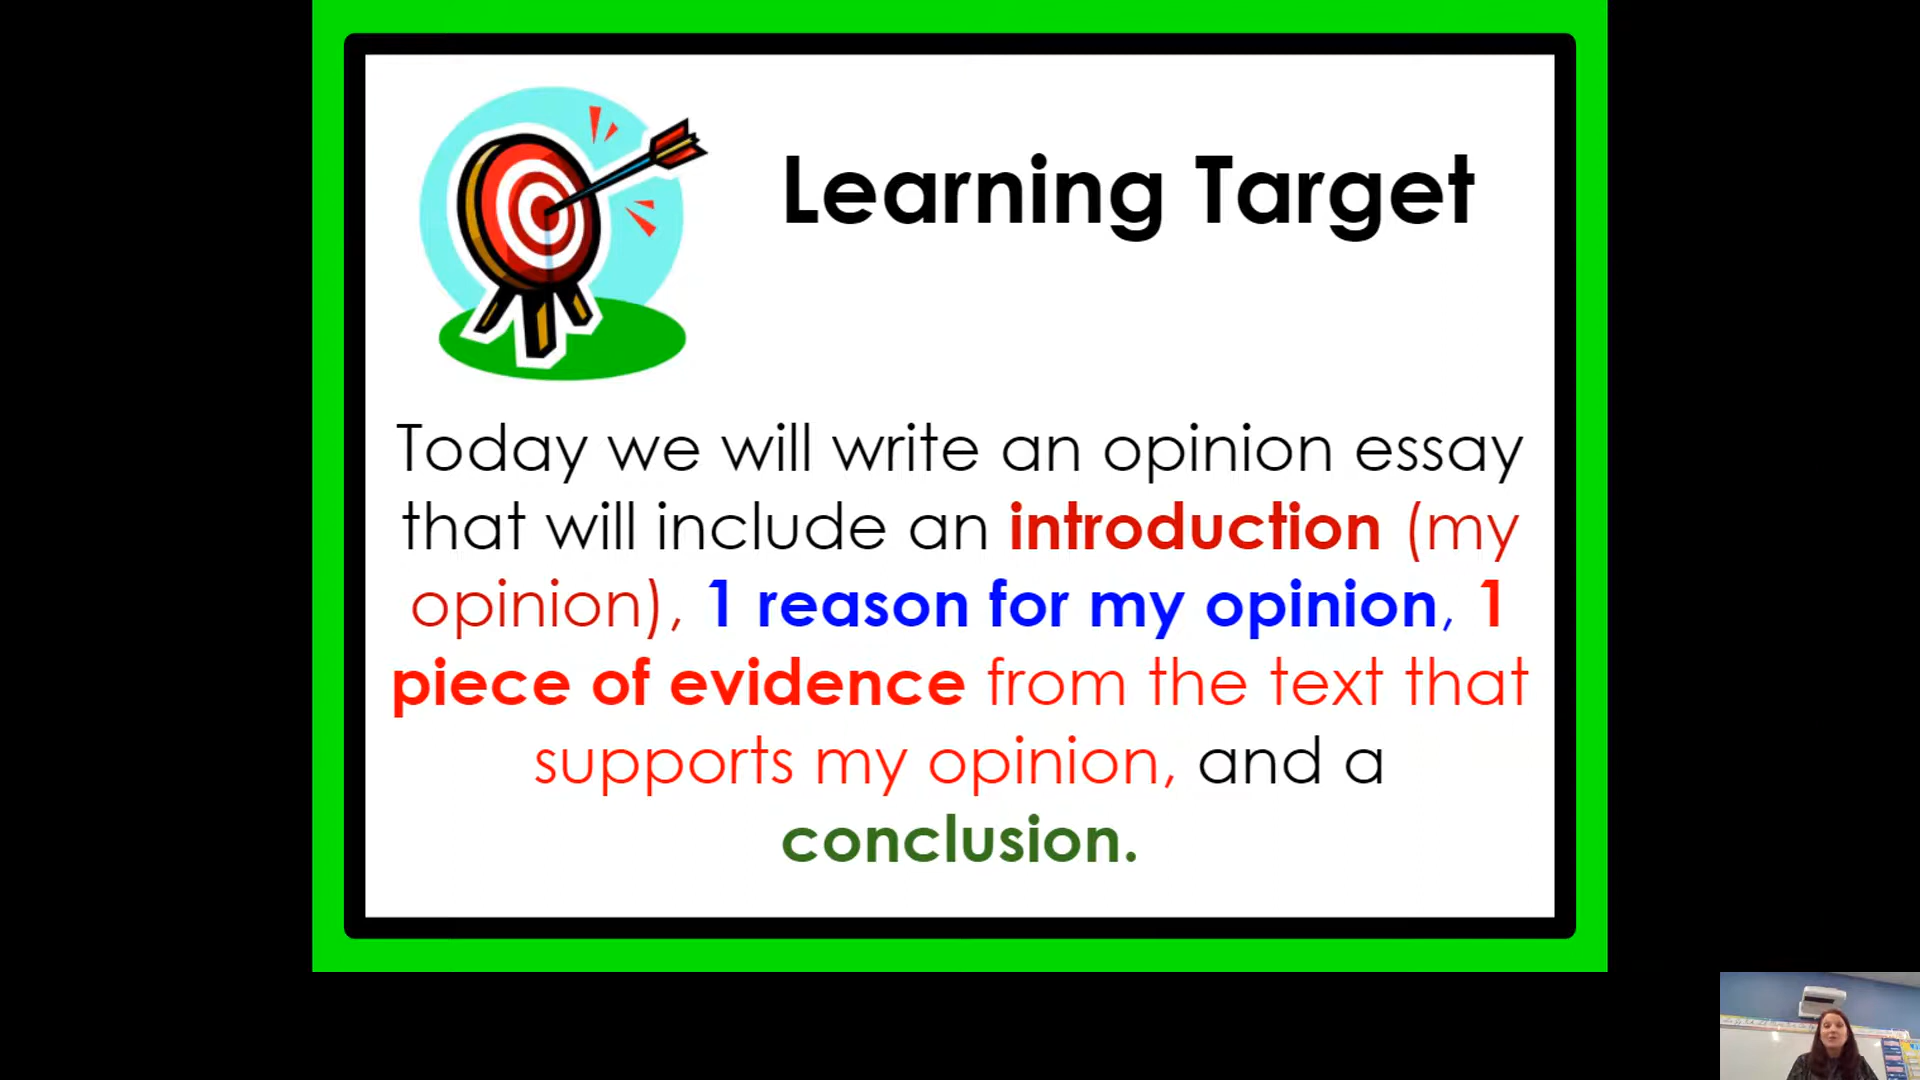 Learning Target
Today we will write an opinion essay
that will include an introduction (my
opinion), 1 reason for my opinion, 1
piece of evidence from the text that
supports my opinion, and a
conclusion.